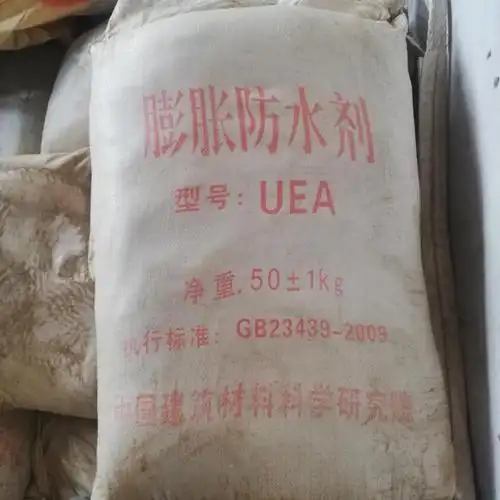 膨胀防水剂
型号：UEA
净重．50±1kg
执行标准：GB23439-2009
中国建筑材料科学研究院